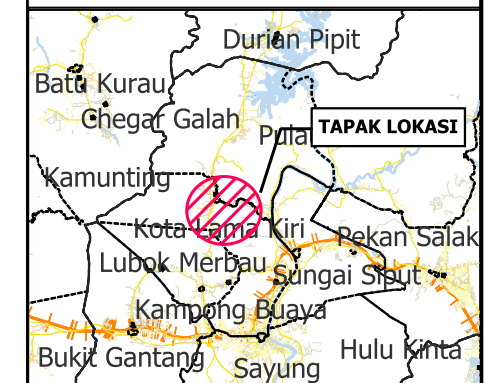 Durian Pipit
Batu Kurau
Chegar Galah
TAPAK LOKASI
Kamunting
Kota Lama Kiri
Pekan Salak
Lubok Merbau
Sungai Siput
Kampong Buaya
Bukit Gantang
Hulu Kinta
Sayung